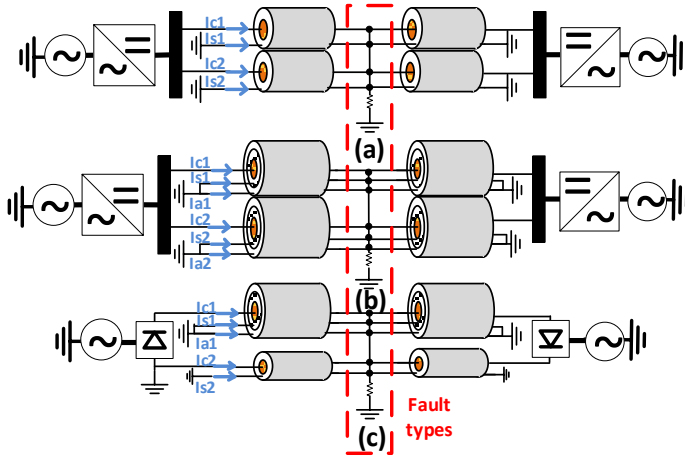 Ic1
Is1
Ic2
Is2
(a)
Ic1
Is1
Ia1
Ic2
Is2
Ia2
(b)
Ic1
Is1
Ia1
Ic2
Is2
Fault
types
(c)